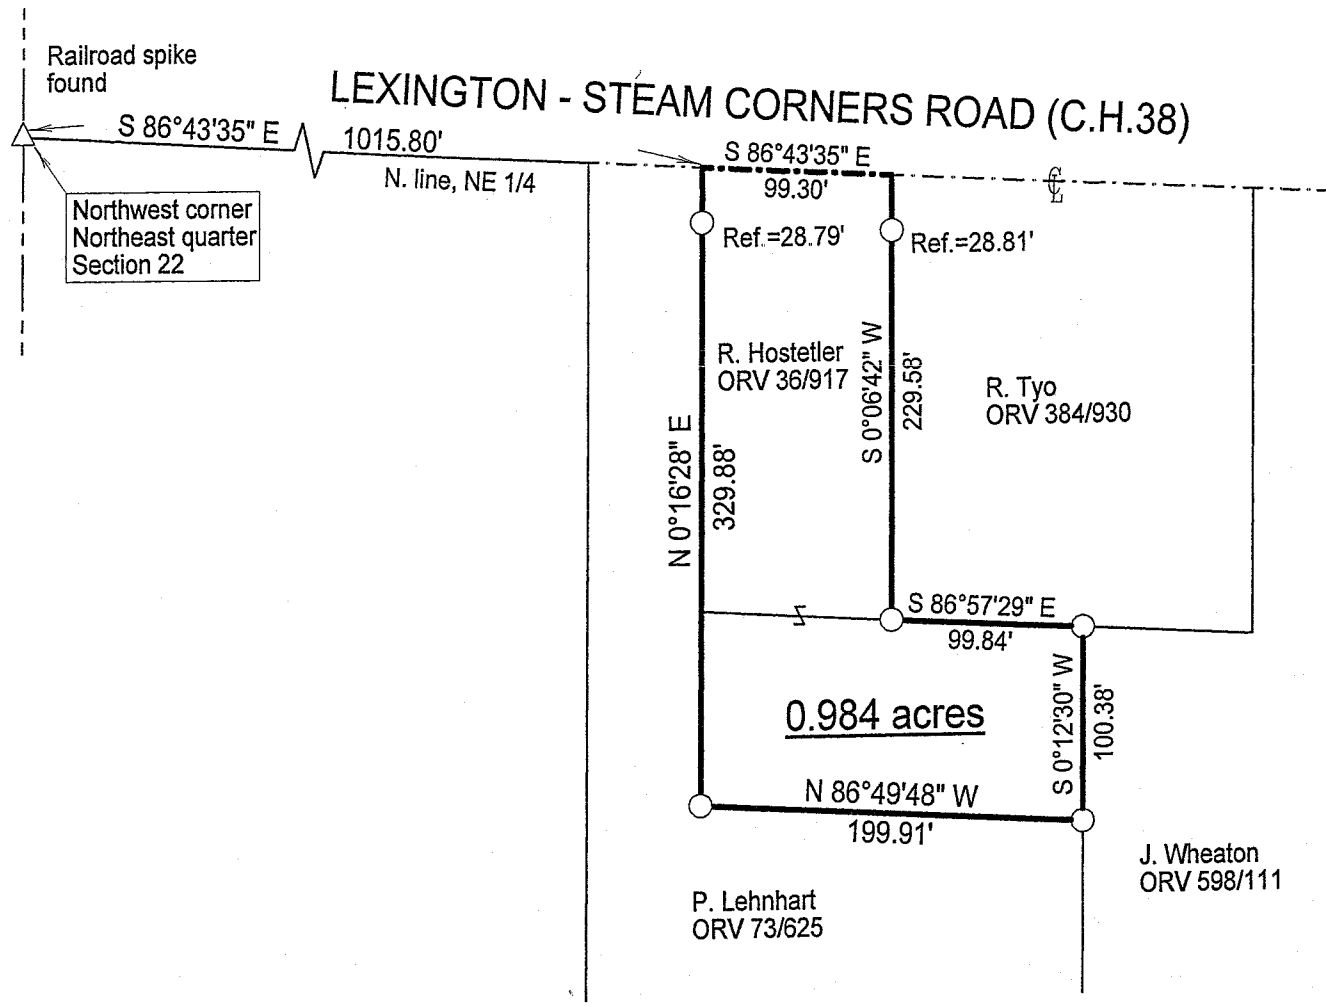 Railroad spike
found
LEXINGTON - STEAM CORNERS ROAD (C.H.38)
S 86°43'35" E
1015.80'
N. line, NE 1/4
S 86°43'35" E
99.30'
℄
Northwest corner
Northeast quarter
Section 22
Ref.=28.79'
Ref.=28.81'
R. Hostetler
ORV 36/917
S 0°06'42" W
229.58'
R. Tyo
ORV 384/930
N 0°16'28" E
329.88'
S 86°57'29" E
99.84'
0.984 acres
S 0°12'30" W
100.38'
N 86°49'48" W
199.91'
J. Wheaton
ORV 598/111
P. Lehnhart
ORV 73/625